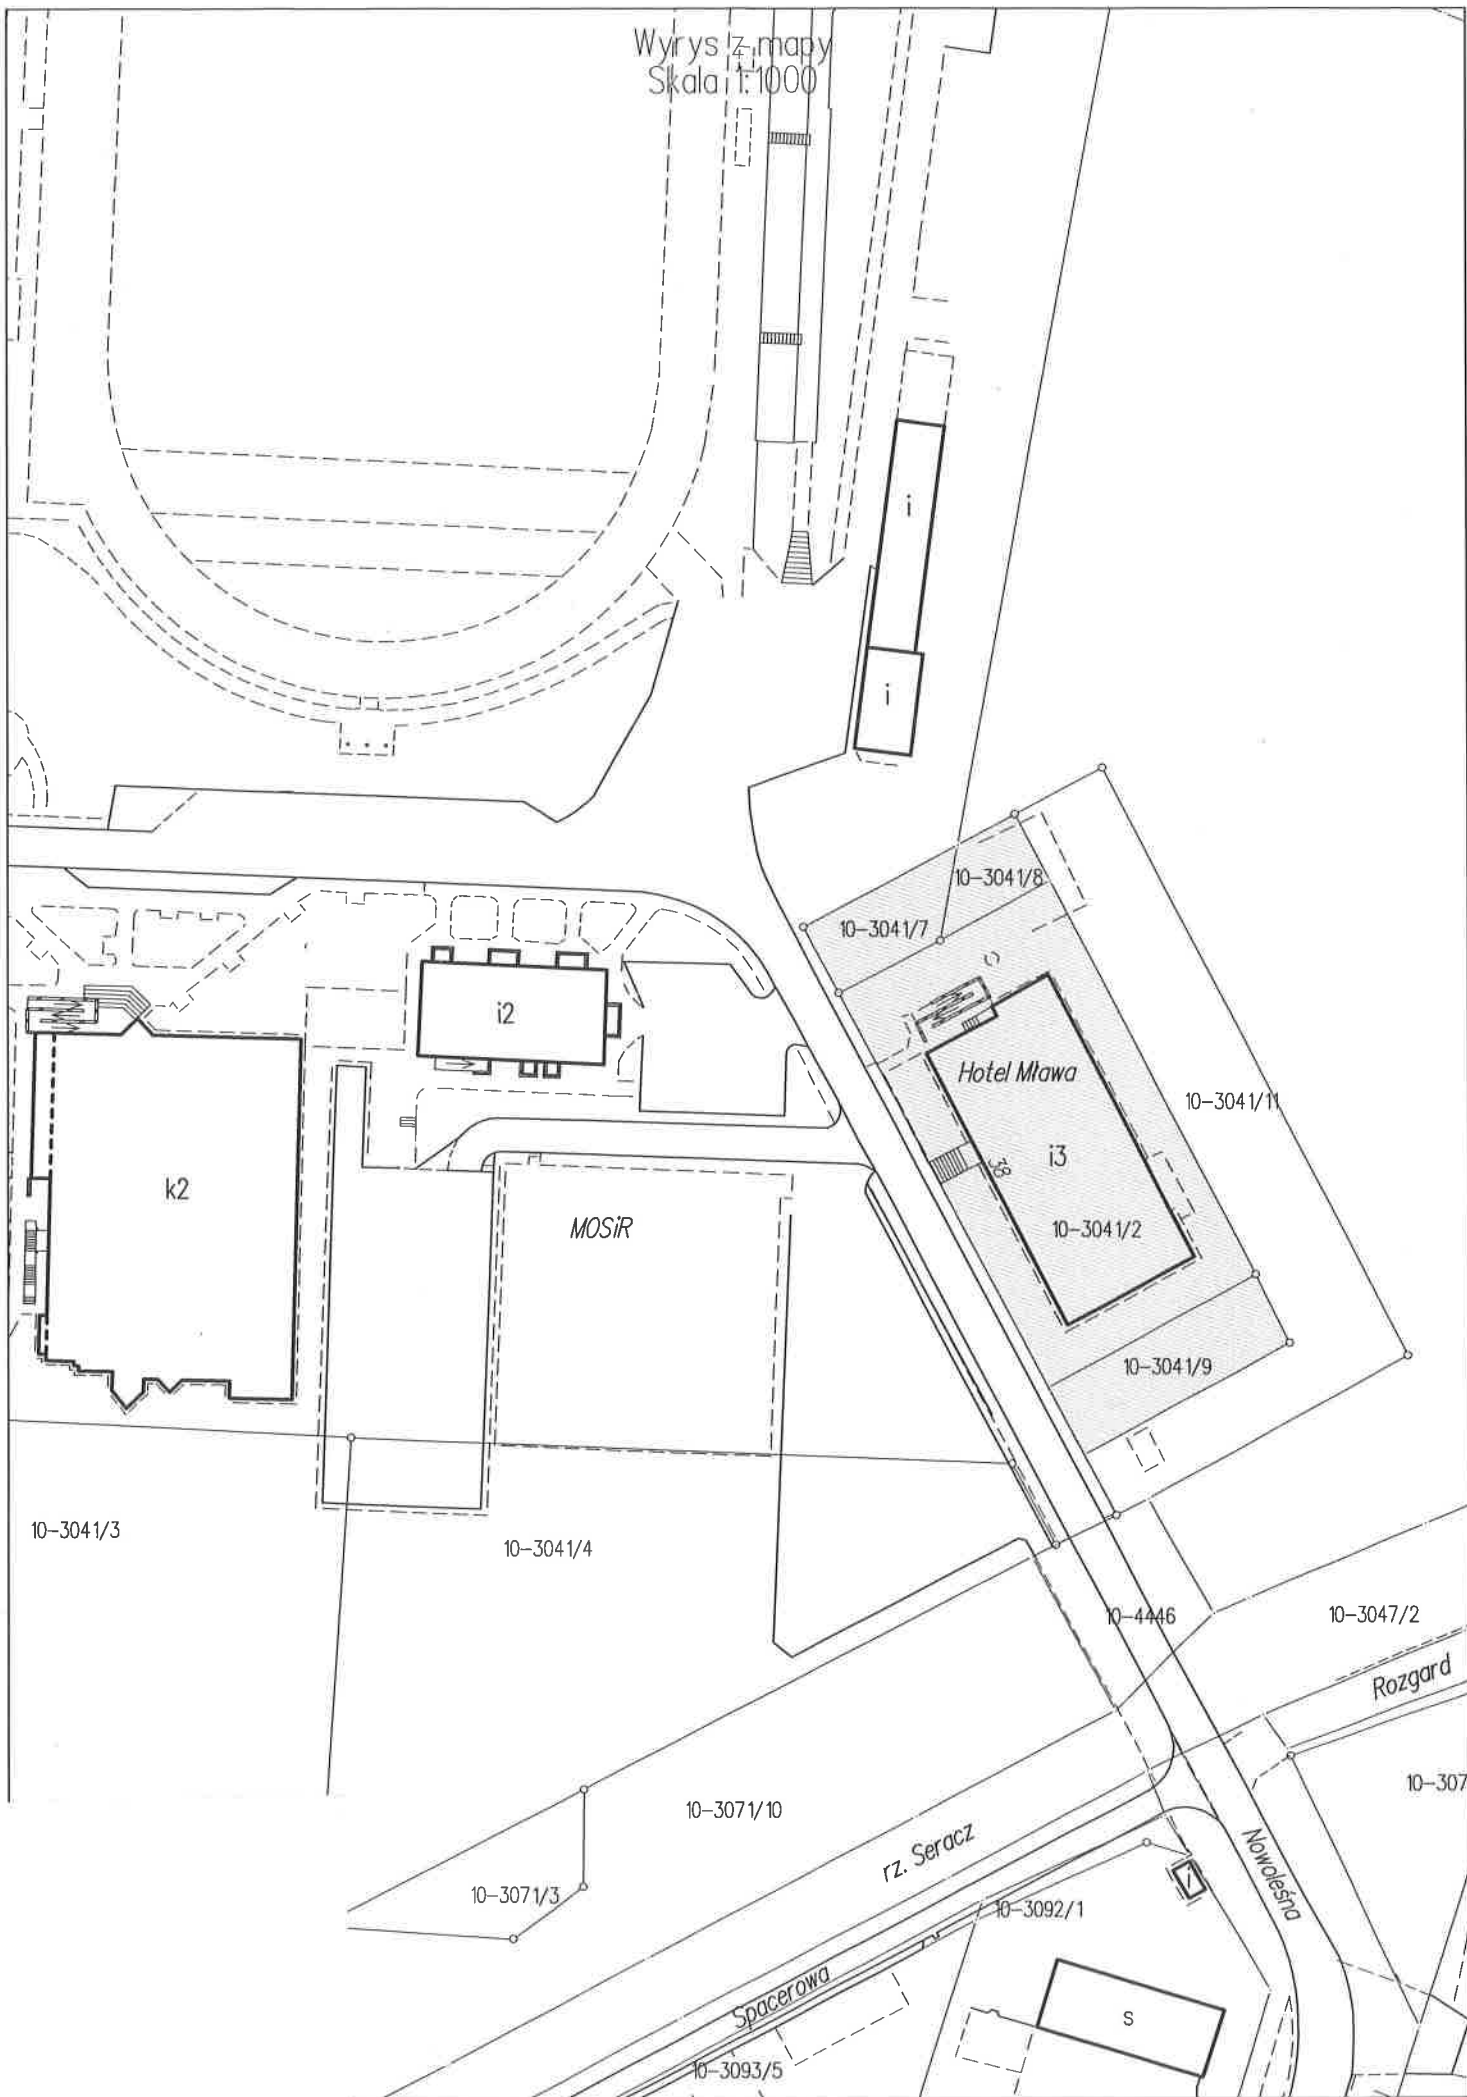 Wyrys z mapy
Skala 1:1000
i
i
10-3041/8
10-3041/7
i2
Hotel Mława
10-3041/11
i3
38
k2
MOSiR
10-3041/2
10-3041/9
10-3041/3
10-3041/4
10-4446
10-3047/2
Rozgard
10-307
10-3071/10
rz. Seracz
Nowoleśna
10-3071/3
i
10-3092/1
Spacerowa
s
10-3093/5